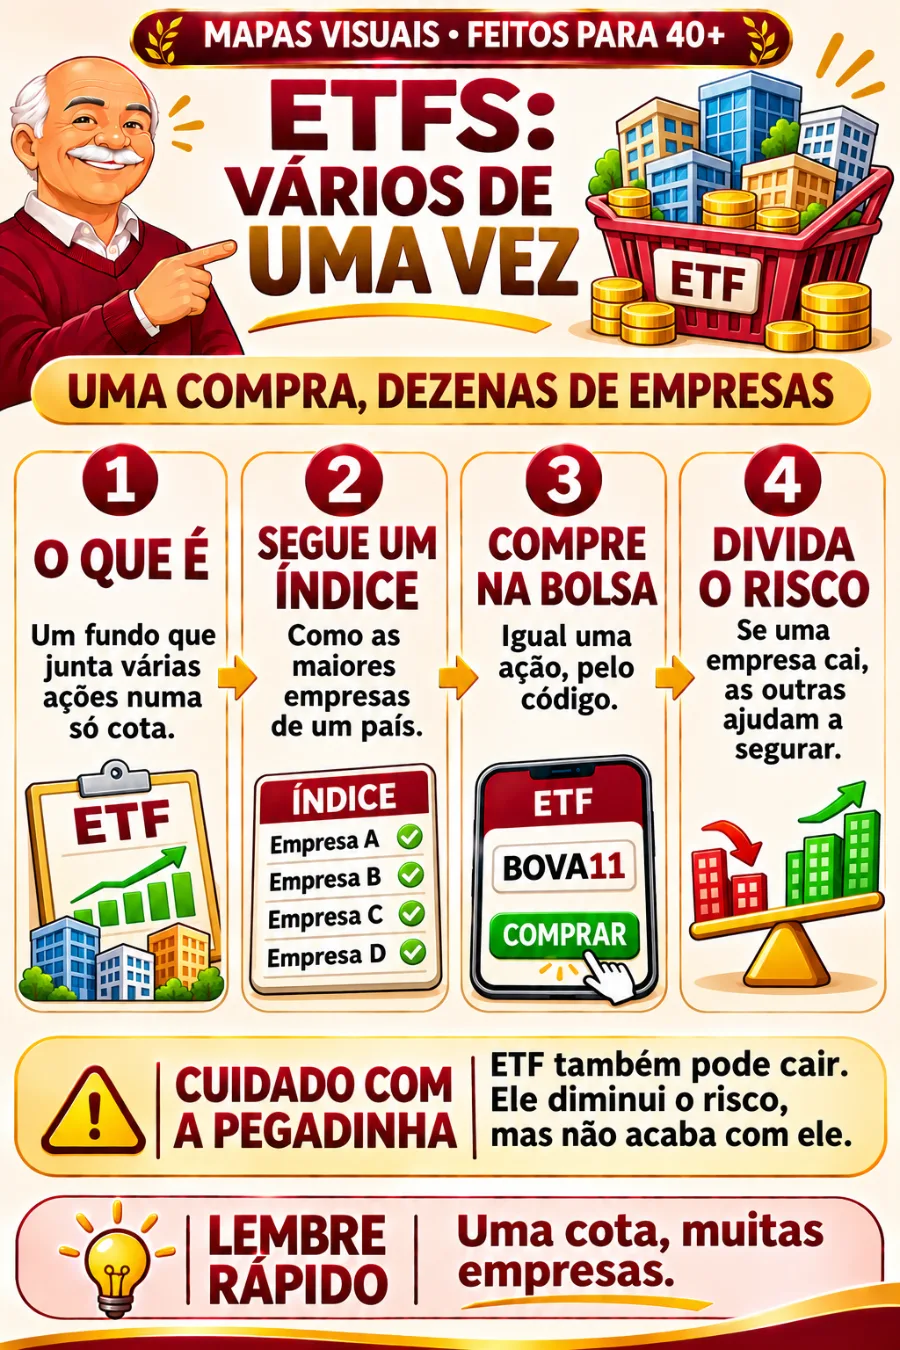 MAPAS VISUAIS • FEITOS PARA 40+
ETFS:
VÁRIOS DE
UMA VEZ
ETF
UMA COMPRA, DEZENAS DE EMPRESAS
1
O QUE É
Um fundo que
junta várias
ações numa
só cota.
ETF
2
SEGUE UM
ÍNDICE
Como as
maiores
empresas
de um país.
ÍNDICE
Empresa A
Empresa B
Empresa C
Empresa D
3
COMPRE
NA BOLSA
Igual uma
ação, pelo
código.
ETF
BOVA11
COMPRAR
4
DIVIDA
O RISCO
Se uma
empresa cai,
as outras
ajudam a
segurar.
CUIDADO COM
A PEGADINHA
ETF também pode cair.
Ele diminui o risco,
mas não acaba com ele.
LEMBRE
RÁPIDO
Uma cota, muitas
empresas.